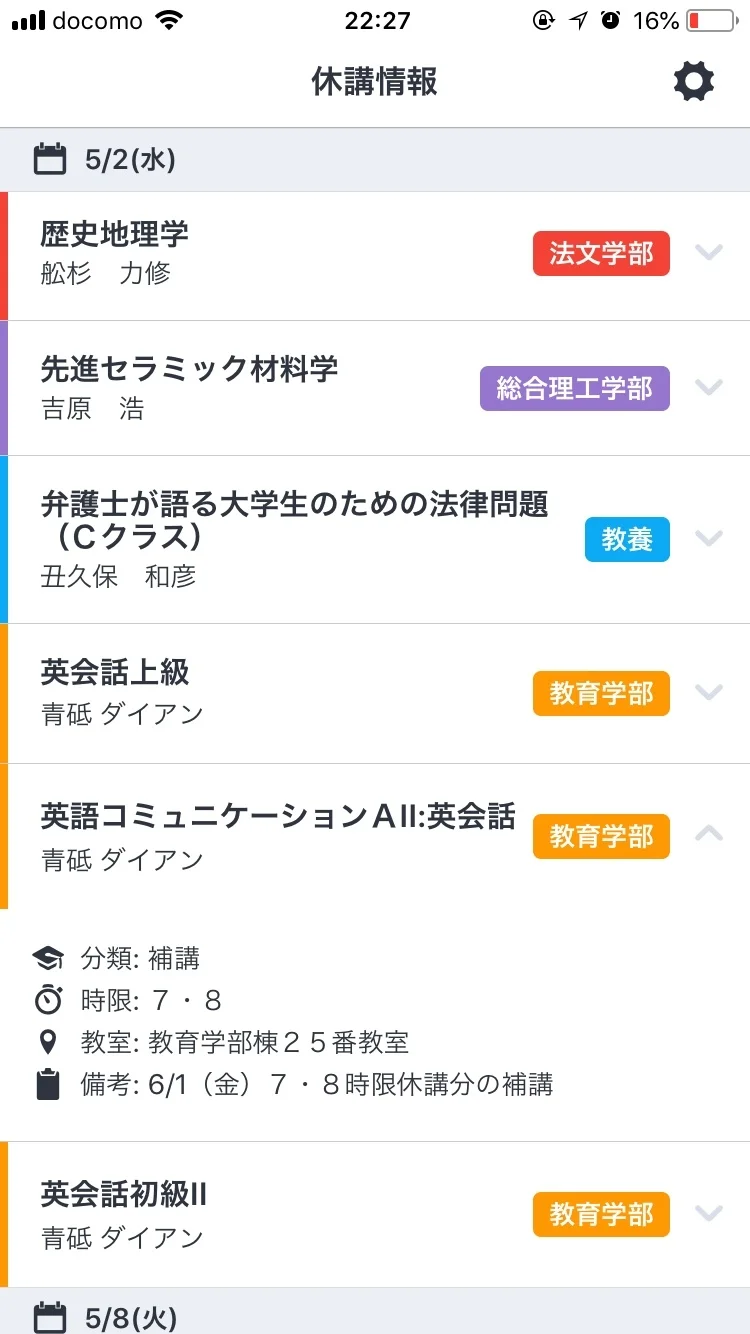 docomo 22:27 16%
休講情報
5/2(水)
歴史地理学
舩杉　力修
法文学部
先進セラミック材料学
吉原　浩
総合理工学部
弁護士が語る大学生のための法律問題
（Cクラス）
丑久保　和彦
教養
英会話上級
青砥 ダイアン
教育学部
英語コミュニケーションＡII:英会話
青砥 ダイアン
教育学部
分類: 補講
時限: ７・８
教室: 教育学部棟２５番教室
備考: 6/1（金）７・８時限休講分の補講
英会話初級II
青砥 ダイアン
教育学部
5/8(火)